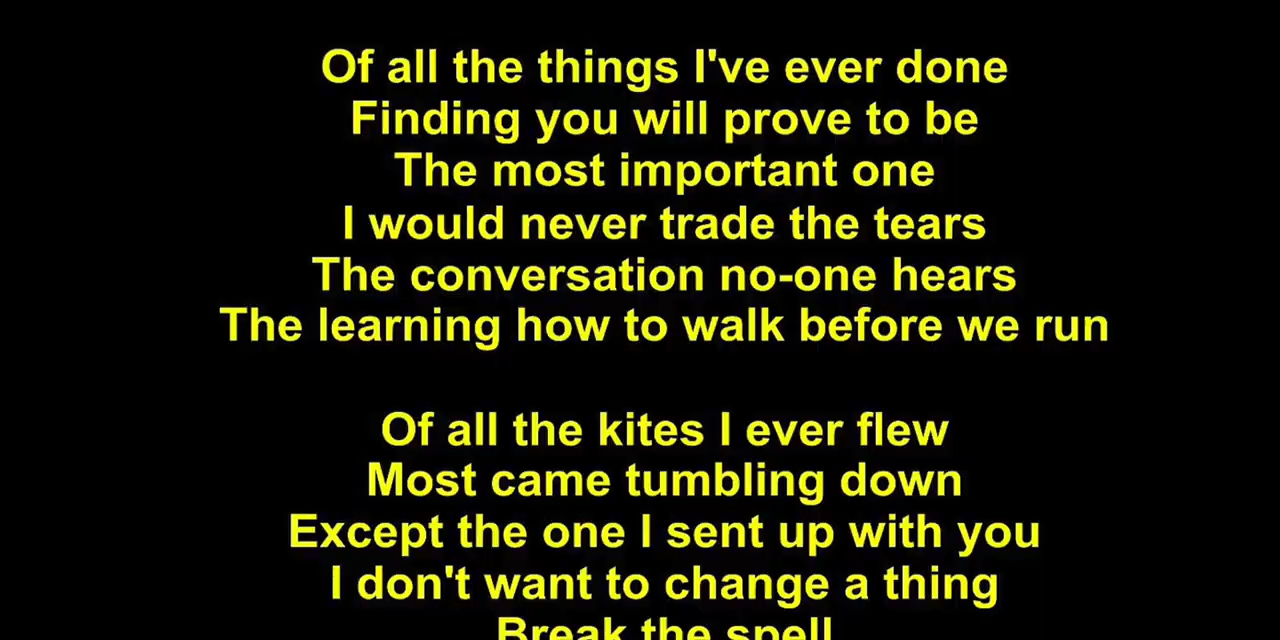 Of all the things I've ever done
Finding you will prove to be
The most important one
I would never trade the tears
The conversation no-one hears
The learning how to walk before we run
Of all the kites I ever flew
Most came tumbling down
Except the one I sent up with you
I don't want to change a thing
Break the spell